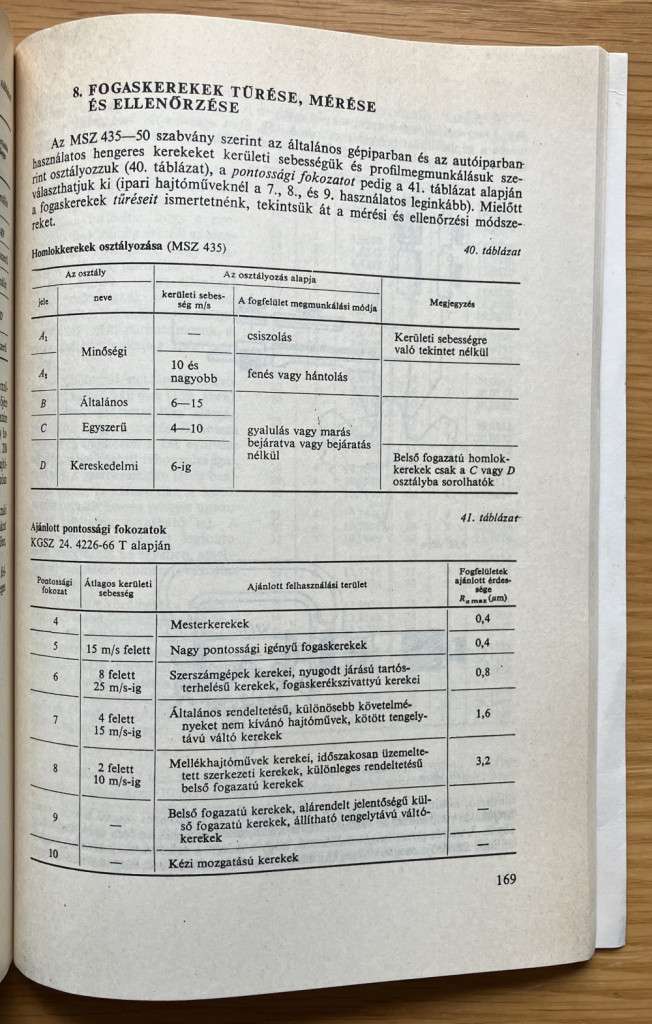 8. FOGASKEREKEK TŰRÉSE, MÉRÉSE
ÉS ELLENŐRZÉSE
Az MSZ 435—50 szabvány szerint az általános gépiparban és az autóiparban
használatos hengeres kerekeket kerületi sebességük és profilmegmunkálásuk sze-
rint osztályozzuk (40. táblázat), a pontossági fokozatot pedig a 41. táblázat alapján
választhatjuk ki (ipari hajtóműveknél a 7., 8., és 9. használatos leginkább). Mielőtt
a fogaskerekek tűréseit ismertetnénk, tekintsük át a mérési és ellenőrzési módsze-
reket.
Homlokkerekek osztályozása (MSZ 435)
40. táblázat
Az osztály
Az osztályozás alapja
jele
neve
kerületi sebes-
ség m/s
A fogfelület megmunkálási módja
Megjegyzés
A₁
Minőségi
—
csiszolás
Kerületi sebességre
való tekintet nélkül
A₂
10 és
nagyobb
fenés vagy hántolás
B
Általános
6—15
C
Egyszerű
4—10
gyalulás vagy marás
bejáratva vagy bejáratás
nélkül
D
Kereskedelmi
6-ig
Belső fogazatú homlok-
kerekek csak a C vagy D
osztályba sorolhatók
41. táblázat
Ajánlott pontossági fokozatok
KGSZ 24. 4226-66 T alapján
Pontossági
fokozat
Átlagos kerületi
sebesség
Ajánlott felhasználási terület
Fogfelületek
ajánlott érdes-
sége
Rₐ ₘₐₓ (μm)
4
Mesterkerekek
0,4
5
15 m/s felett
Nagy pontossági igényű fogaskerekek
0,4
6
8 felett
25 m/s-ig
Szerszámgépek kerekei, nyugodt járású tartós-
terhelésű kerekek, fogaskerékszivattyú kerekei
0,8
7
4 felett
15 m/s-ig
Általános rendeltetésű, különösebb követelmé-
nyeket nem kívánó hajtóművek, kötött tengely-
távú váltó kerekek
1,6
8
2 felett
10 m/s-ig
Mellékhajtóművek kerekei, időszakosan üzemelte-
tett szerkezeti kerekek, különleges rendeltetésű
belső fogazatú kerekek
3,2
9
—
Belső fogazatú kerekek, alárendelt jelentőségű kül-
ső fogazatú kerekek, állítható tengelytávú váltó-
kerekek
—
10
—
Kézi mozgatású kerekek
—
169